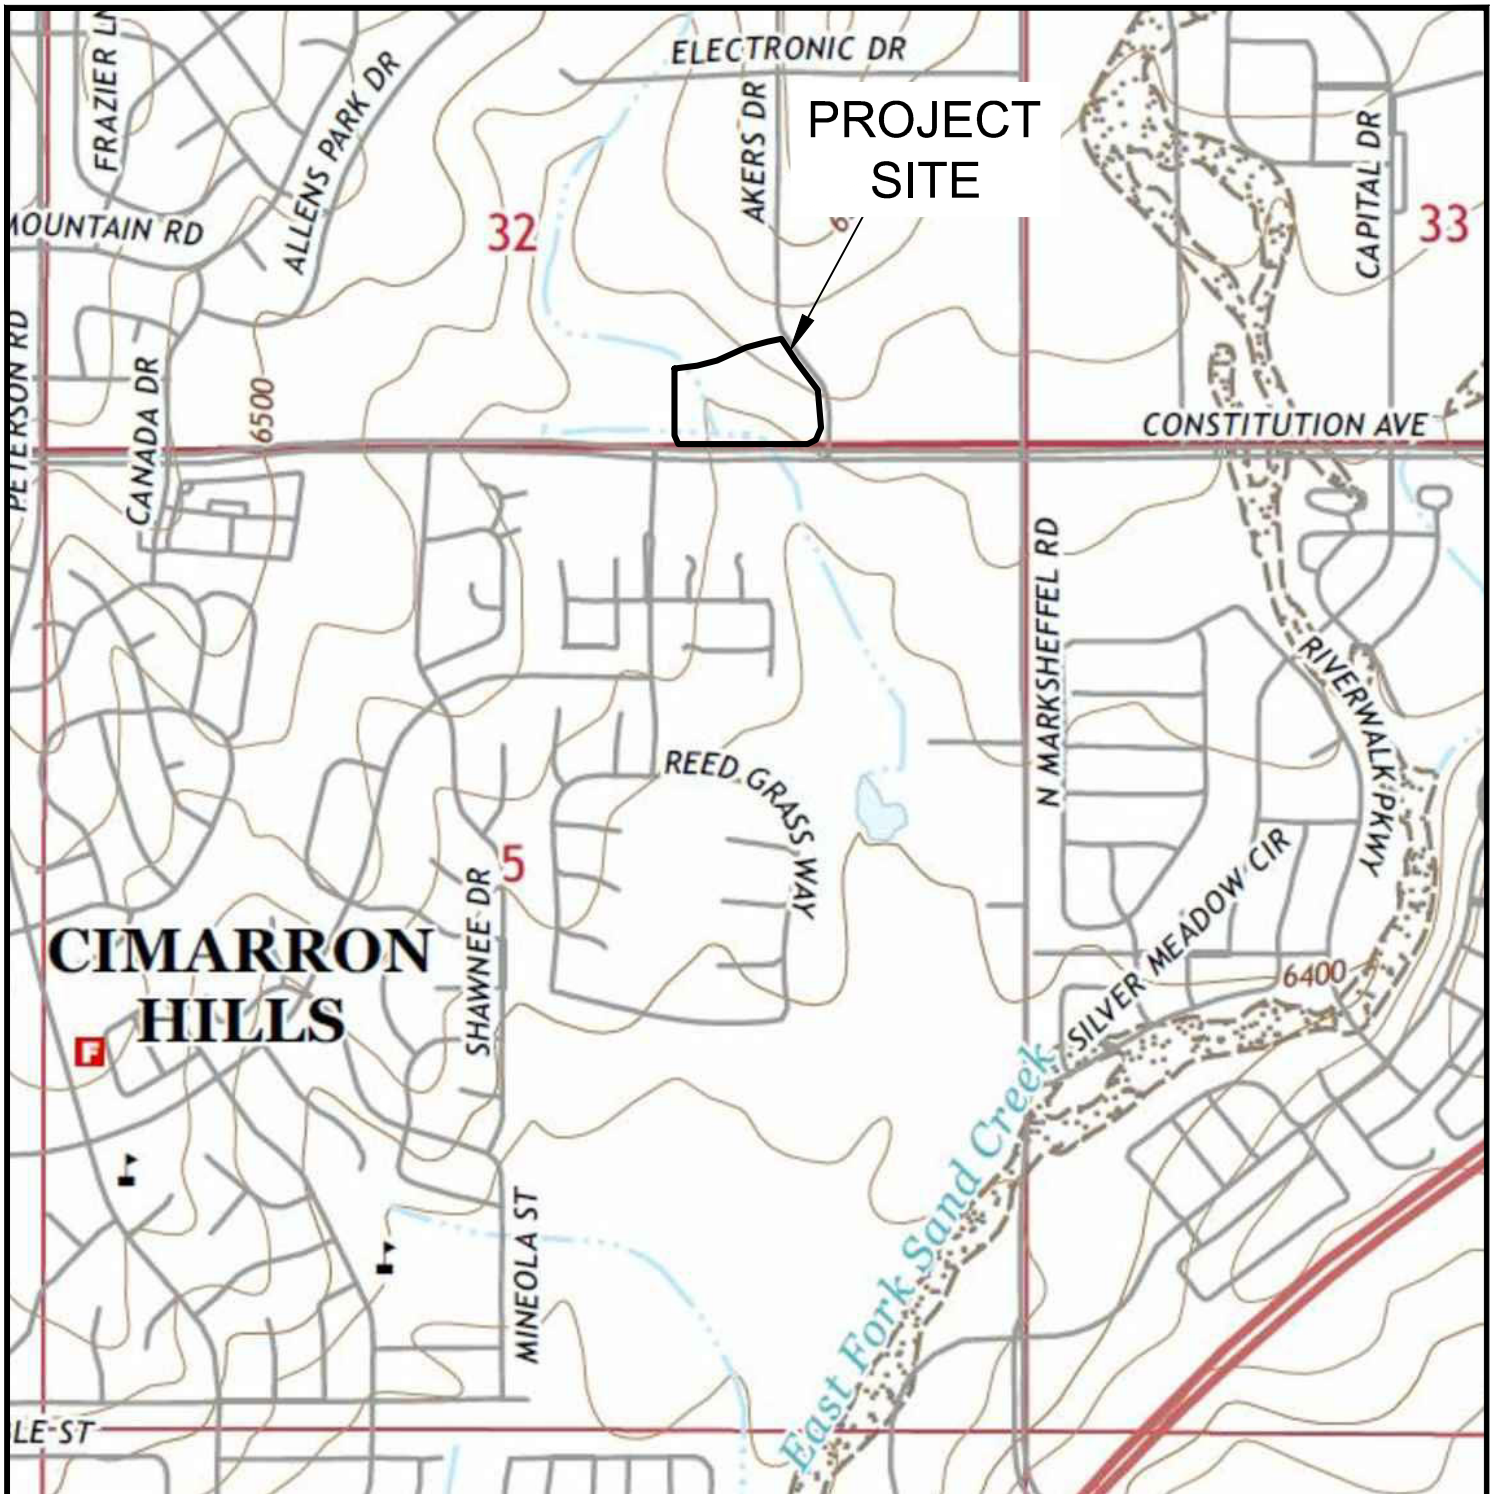 FRAZIER LN
ALLENS PARK DR
ELECTRONIC DR
AKERS DR
PROJECT
SITE
CAPITAL DR
32
33
MOUNTAIN RD
PETERSON RD
CANADA DR
6500
CONSTITUTION AVE
N MARKSHEFFEL RD
RIVERWALK PKWY
REED GRASS WAY
SHAWNEE DR
5
SILVER MEADOW CIR
CIMARRON
HILLS
6400
F
East Fork Sand Creek
MINEOLA ST
LE ST